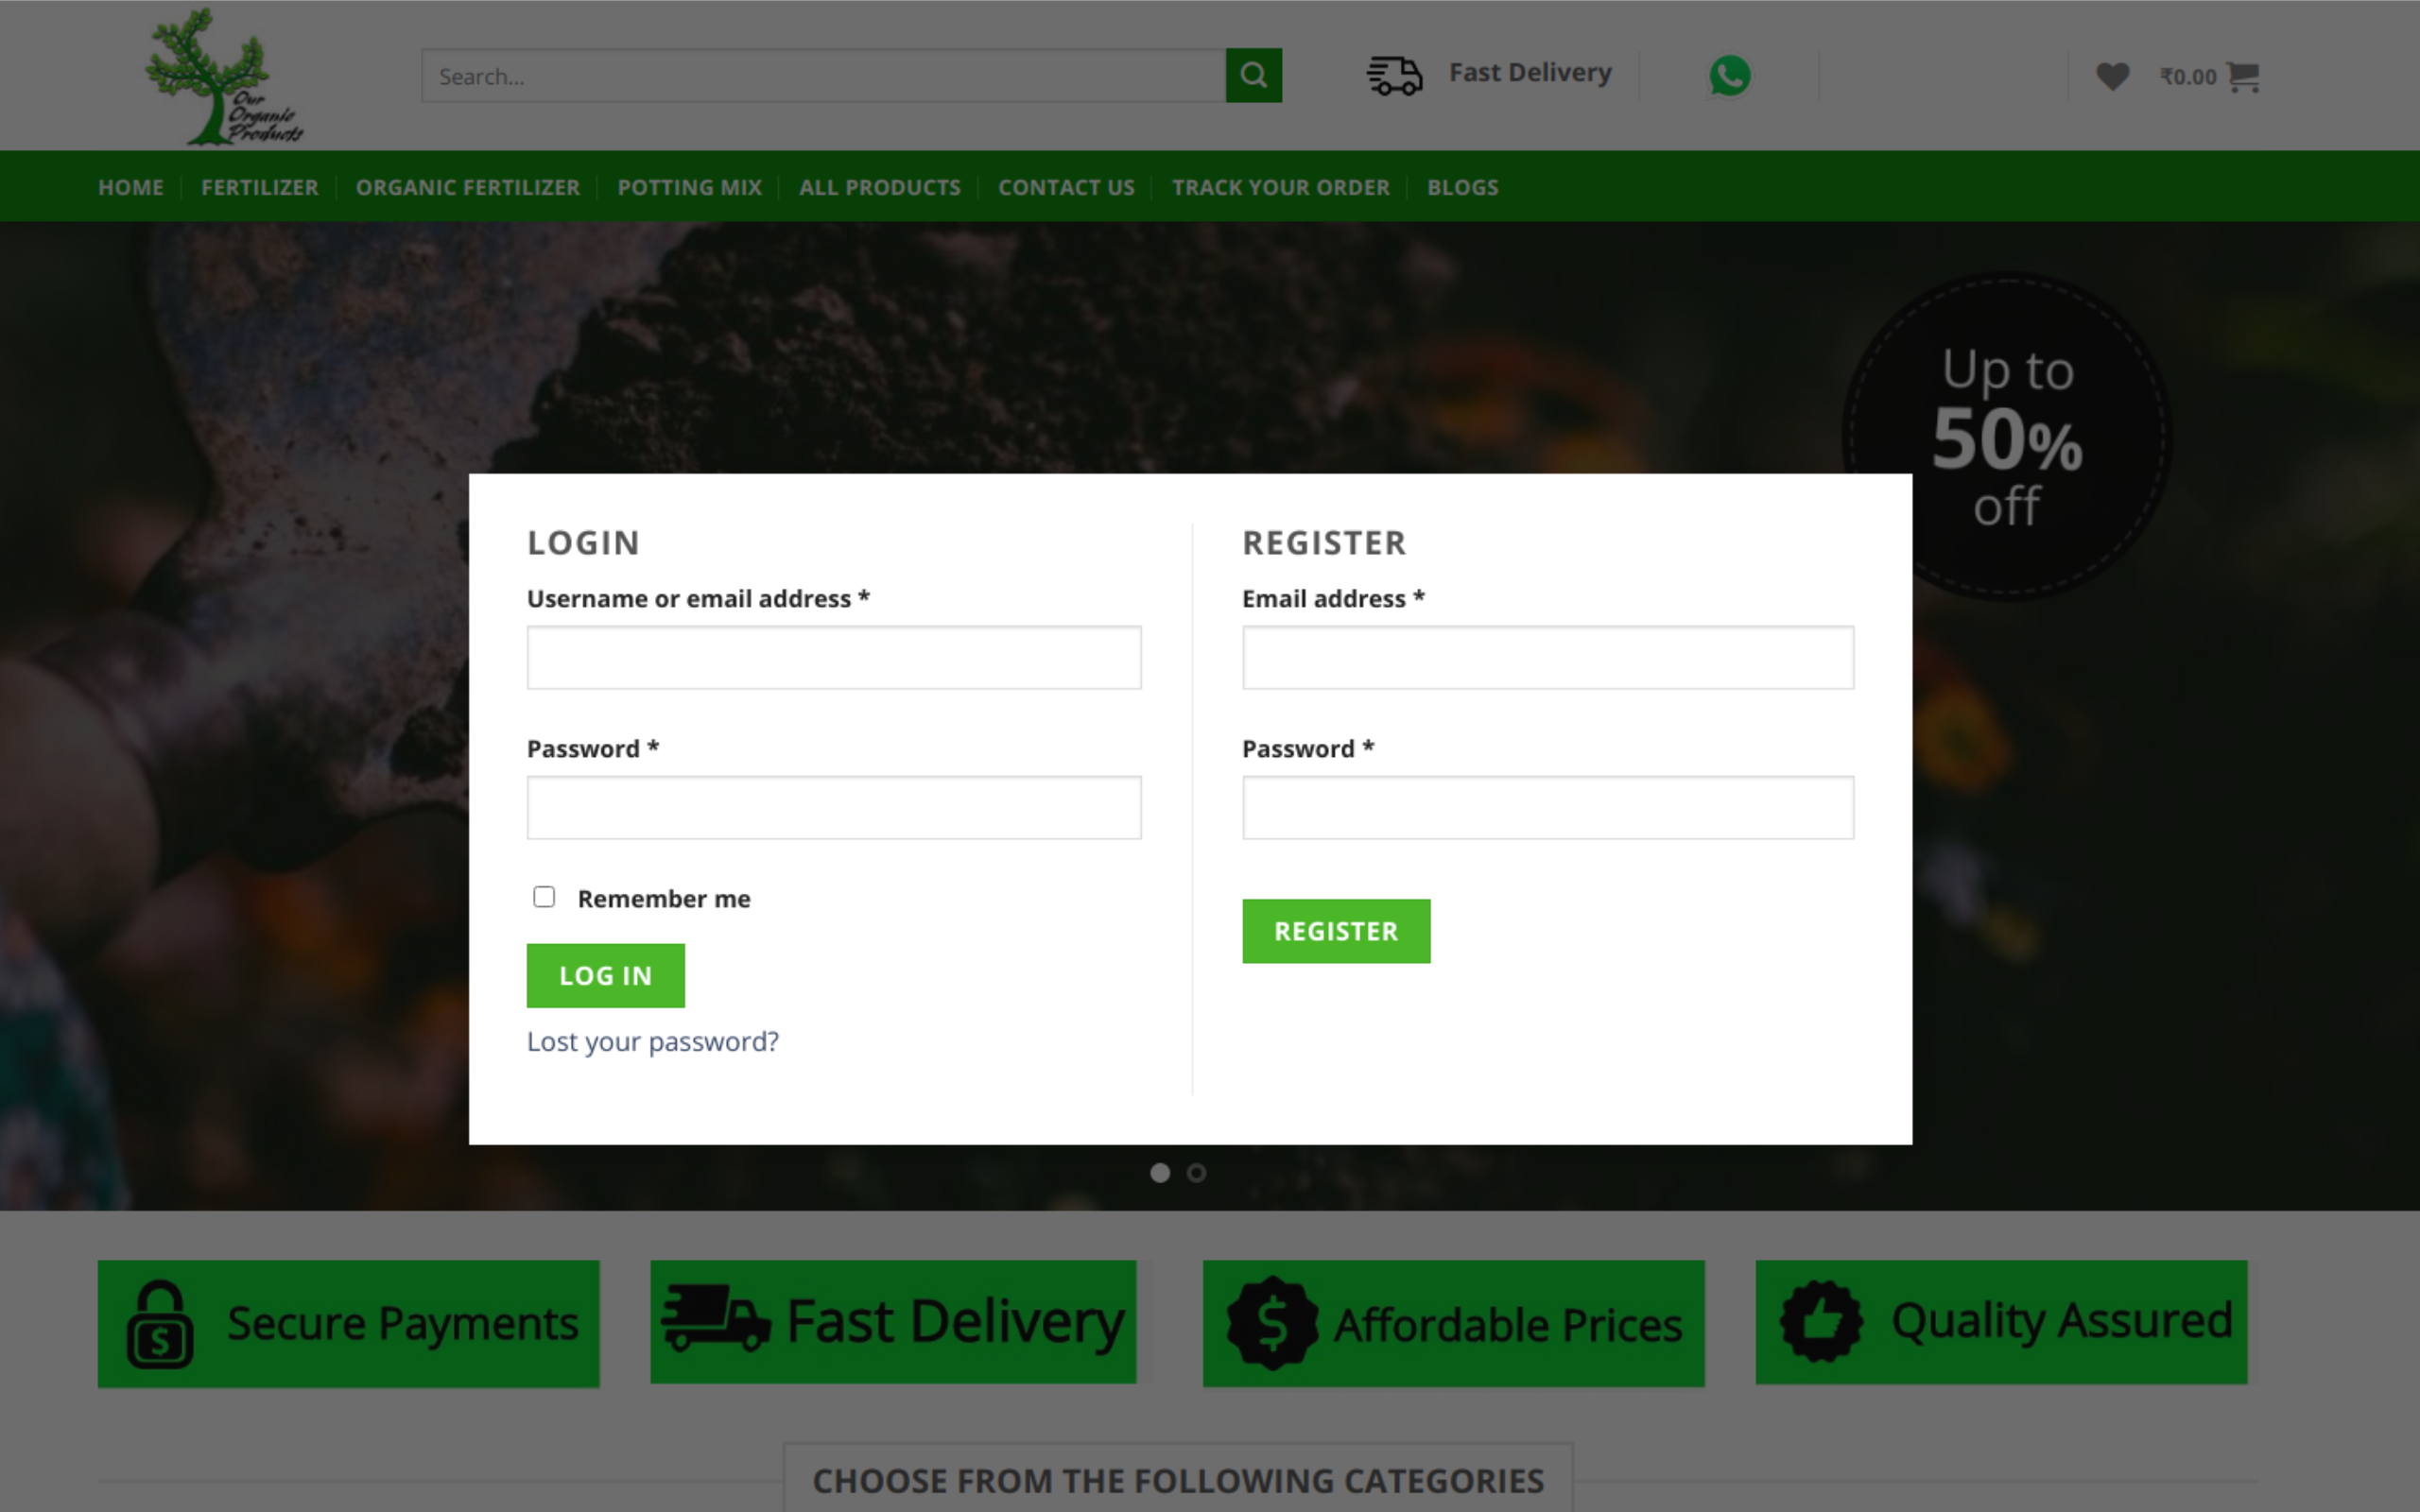 Our
Organic
Products
Search...
Fast Delivery
₹0.00
HOME
FERTILIZER
ORGANIC FERTILIZER
POTTING MIX
ALL PRODUCTS
CONTACT US
TRACK YOUR ORDER
BLOGS
Up to
50%
off
LOGIN
Username or email address *
Password *
Remember me
LOG IN
Lost your password?
REGISTER
Email address *
Password *
REGISTER
Secure Payments
Fast Delivery
Affordable Prices
Quality Assured
CHOOSE FROM THE FOLLOWING CATEGORIES